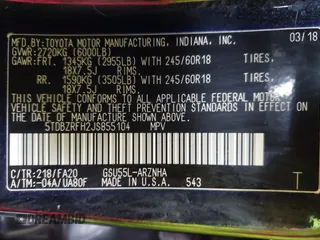 MFD. BY: TOYOTA MOTOR MANUFACTURING, INDIANA, INC.
03/18
GVWR: 2720KG (6000LB)
GAWR: FRT. 1345KG (2955LB) WITH 245/60R18 TIRES,
18X7.5J RIMS.
RR. 1590KG (3505LB) WITH 245/60R18 TIRES,
18X7.5J RIMS.
THIS VEHICLE CONFORMS TO ALL APPLICABLE FEDERAL MOTOR
VEHICLE SAFETY STANDARDS IN EFFECT ON THE
DATE OF MANUFACTURE SHOWN ABOVE.
5TDBZRFH2JS855104 MPV
C/TR: 218/FA20 GSU55L-ARZNHA
A/TM: -04A/UA80F MADE IN U.S.A. 543
T
DREAMBID